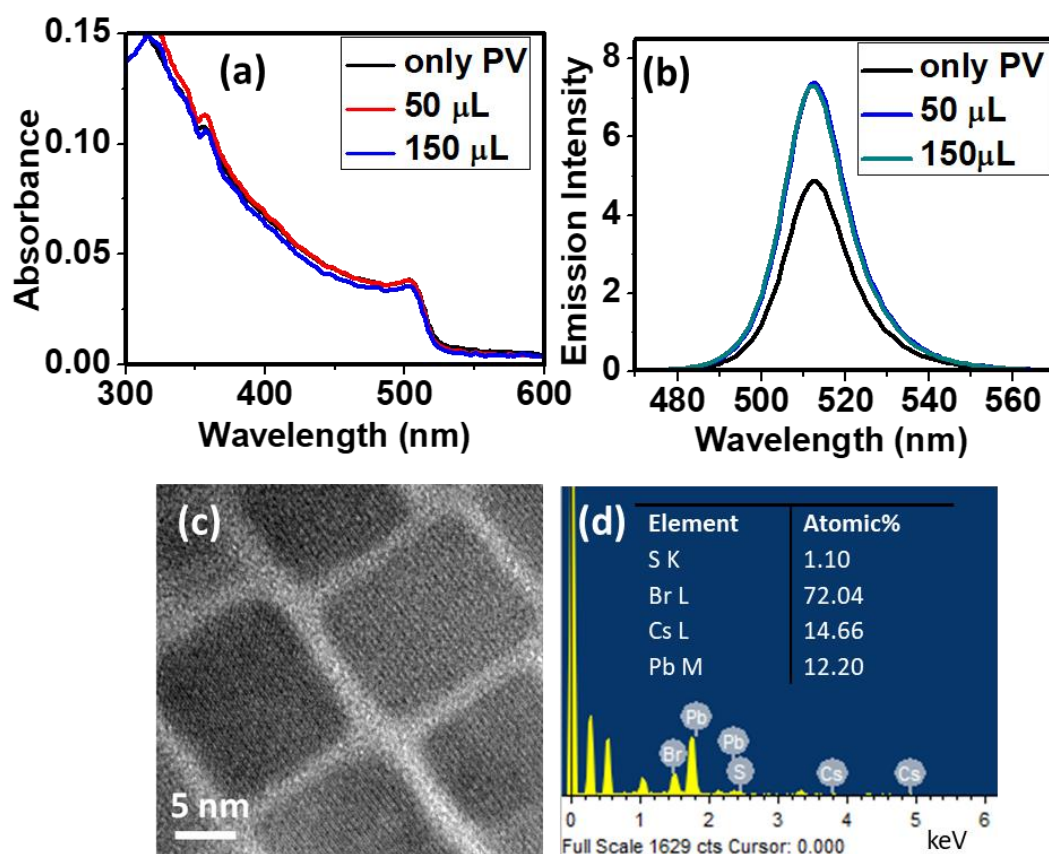 (a)
only PV
50 μL
150 μL
0.15
0.10
0.05
0.00
Absorbance
300 400 500 600
Wavelength (nm)
(b)
only PV
50 μL
150μL
8
6
4
2
0
Emission Intensity
480 500 520 540 560
Wavelength (nm)
(c)
5 nm
(d)
Element Atomic%
S K 1.10
Br L 72.04
Cs L 14.66
Pb M 12.20
Pb
Br
Pb
S
Cs
Cs
0 1 2 3 4 5 6
Full Scale 1629 cts Cursor: 0.000 keV